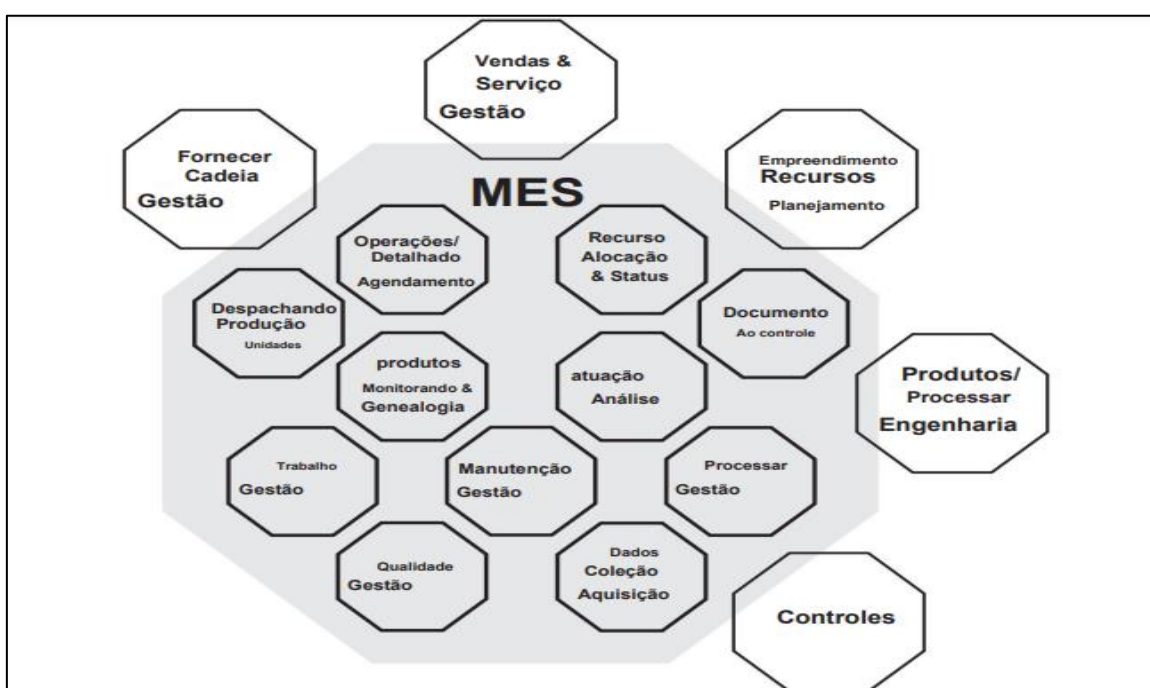 Vendas &
Serviço
Gestão
Fornecer
Cadeia
Gestão
Empreendimento
Recursos
Planejamento
MES
Operações/
Detalhado
Agendamento
Recurso
Alocação
& Status
Despachando
Produção
Unidades
Documento
Ao controle
produtos
Monitorando &
Genealogia
atuação
Análise
Produtos/
Processar
Engenharia
Trabalho
Gestão
Manutenção
Gestão
Processar
Gestão
Qualidade
Gestão
Dados
Coleção
Aquisição
Controles